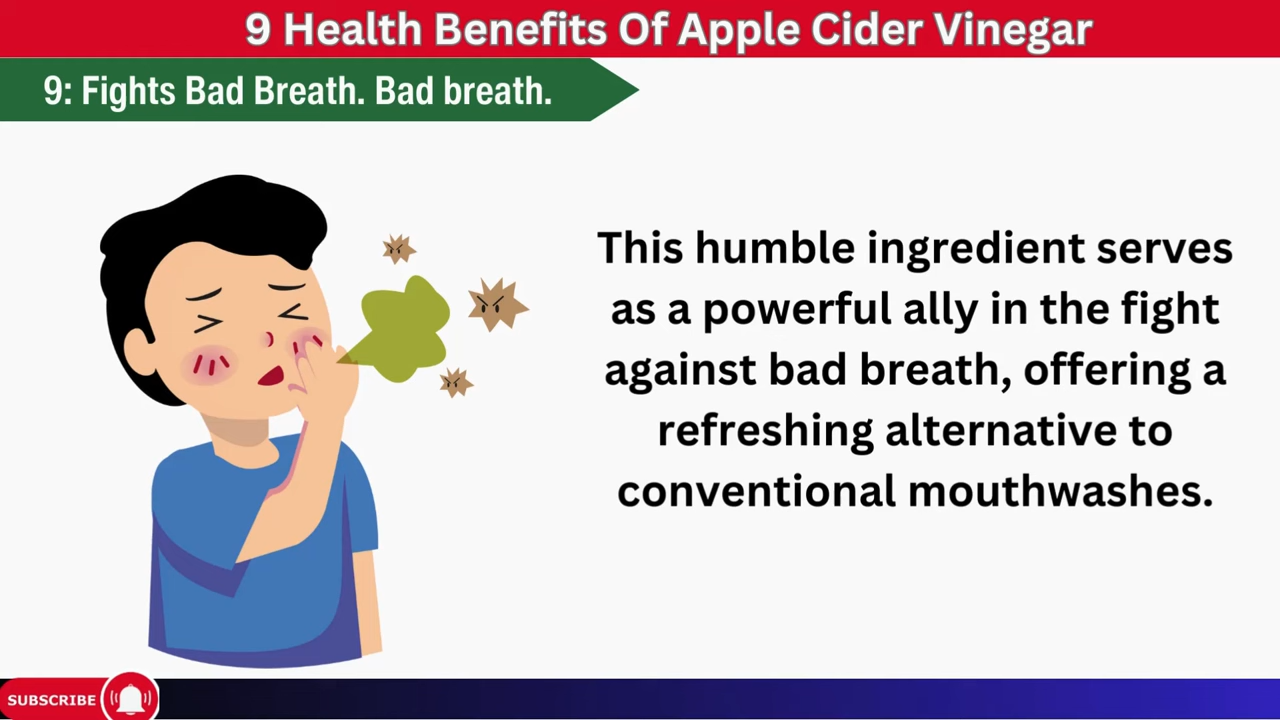 9 Health Benefits Of Apple Cider Vinegar
9: Fights Bad Breath. Bad breath.
This humble ingredient serves
as a powerful ally in the fight
against bad breath, offering a
refreshing alternative to
conventional mouthwashes.
SUBSCRIBE